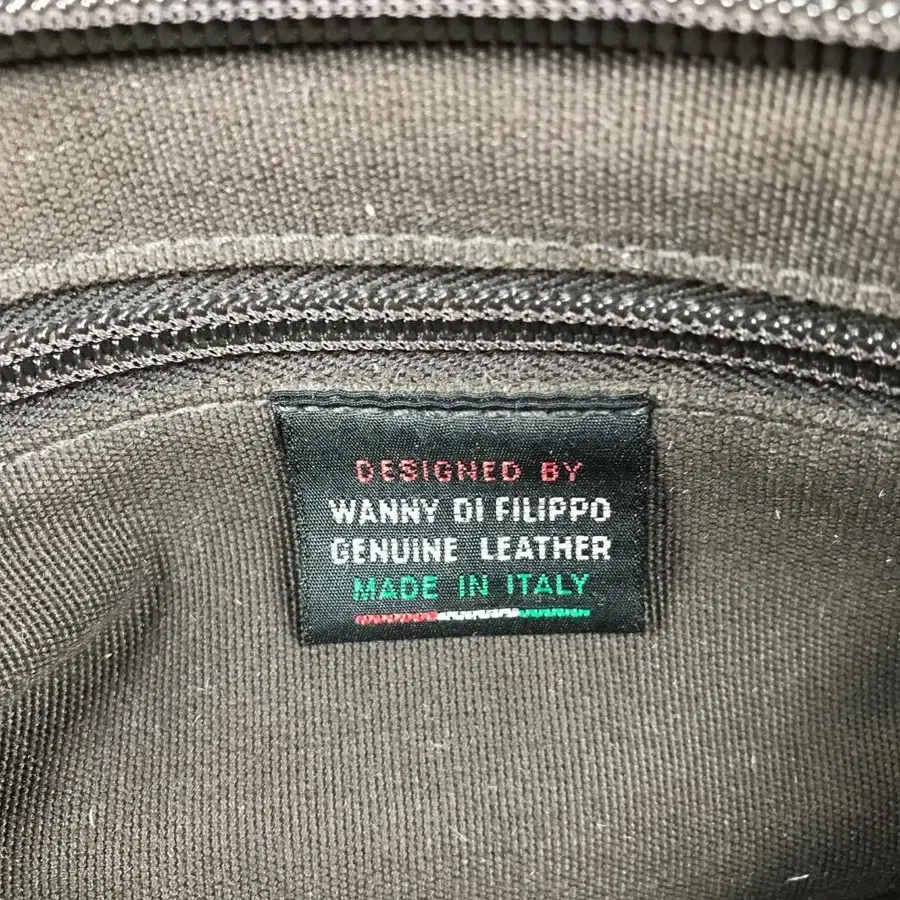 DESIGNED BY
WANNY DI FILIPPO
GENUINE LEATHER
MADE IN ITALY